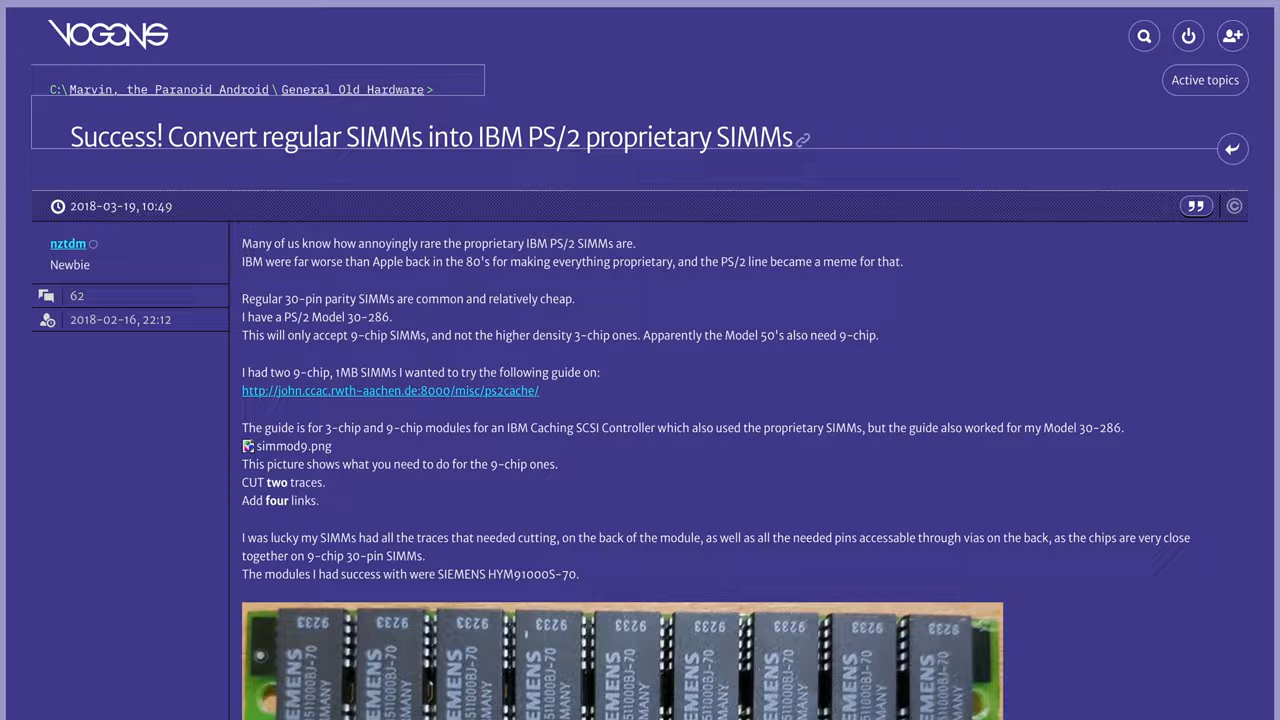 VOGONS
C:\Marvin, the Paranoid Android\General Old Hardware>
Active topics
Success! Convert regular SIMMs into IBM PS/2 proprietary SIMMs
2018-03-19, 10:49
nztdm
Newbie
62
2018-02-16, 22:12
Many of us know how annoyingly rare the proprietary IBM PS/2 SIMMs are.
IBM were far worse than Apple back in the 80's for making everything proprietary, and the PS/2 line became a meme for that.
Regular 30-pin parity SIMMs are common and relatively cheap.
I have a PS/2 Model 30-286.
This will only accept 9-chip SIMMs, and not the higher density 3-chip ones. Apparently the Model 50's also need 9-chip.
I had two 9-chip, 1MB SIMMs I wanted to try the following guide on:
http://john.ccac.rwth-aachen.de:8000/misc/ps2cache/
The guide is for 3-chip and 9-chip modules for an IBM Caching SCSI Controller which also used the proprietary SIMMs, but the guide also worked for my Model 30-286.
simmod9.png
This picture shows what you need to do for the 9-chip ones.
CUT two traces.
Add four links.
I was lucky my SIMMs had all the traces that needed cutting, on the back of the module, as well as all the needed pins accessable through vias on the back, as the chips are very close
together on 9-chip 30-pin SIMMs.
The modules I had success with were SIEMENS HYM91000S-70.
9233 9233 9233 9233 9233 9233 9233 9233 9233